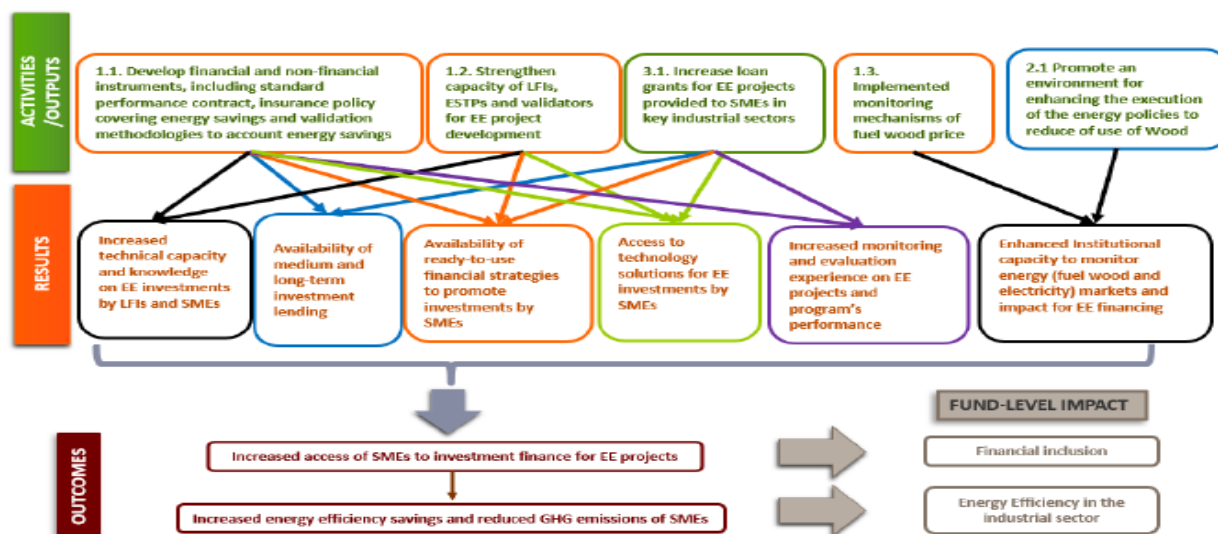 ACTIVITIES
/OUTPUTS
1.1. Develop financial and non-financial
instruments, including standard
performance contract, insurance policy
covering energy savings and validation
methodologies to account energy savings
1.2. Strengthen
capacity of LFIs,
ESTPs and validators
for EE project
development
3.1. Increase loan
grants for EE projects
provided to SMEs in
key industrial sectors
1.3.
Implemented
monitoring
mechanisms of
fuel wood price
2.1 Promote an
environment for
enhancing the execution
of the energy policies to
reduce of use of Wood
RESULTS
Increased
technical capacity
and knowledge
on EE investments
by LFIs and SMEs
Availability of
medium and
long-term
investment
lending
Availability of
ready-to-use
financial strategies
to promote
investments by
SMEs
Access to
technology
solutions for EE
investments by
SMEs
Increased monitoring
and evaluation
experience on EE
projects and
program's
performance
Enhanced Institutional
capacity to monitor
energy (fuel wood and
electricity) markets and
impact for EE financing
OUTCOMES
FUND-LEVEL IMPACT
Increased access of SMEs to investment finance for EE projects
Financial inclusion
Increased energy efficiency savings and reduced GHG emissions of SMEs
Energy Efficiency in the
industrial sector